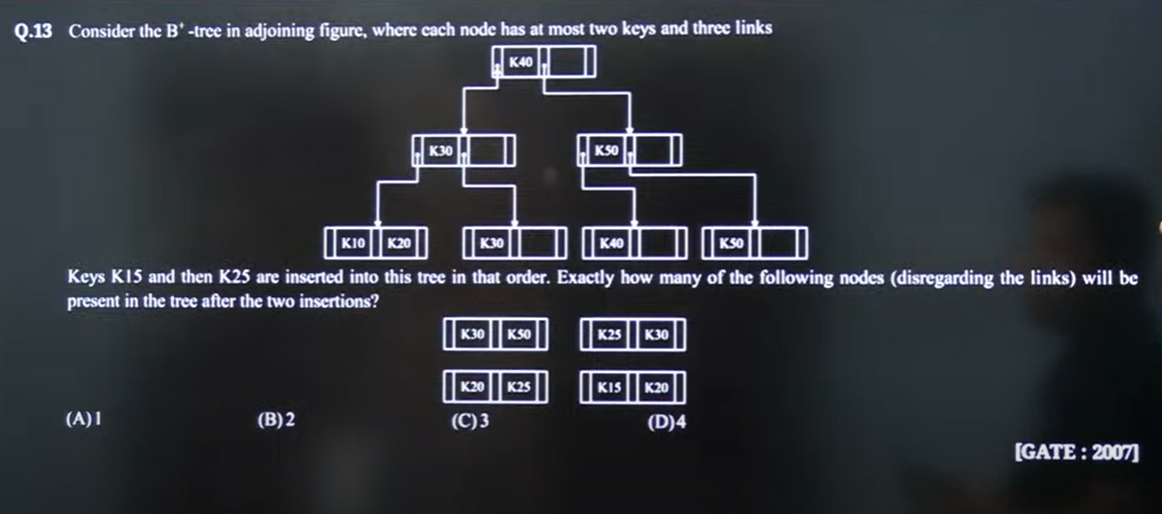 Q.13 Consider the B⁺ -tree in adjoining figure, where each node has at most two keys and three links
K40
K30 K50
K10 K20 K30 K40 K50
Keys K15 and then K25 are inserted into this tree in that order. Exactly how many of the following nodes (disregarding the links) will be
present in the tree after the two insertions?
K30 K50 K25 K30
K20 K25 K15 K20
(A) 1 (B) 2 (C) 3 (D) 4
[GATE : 2007]